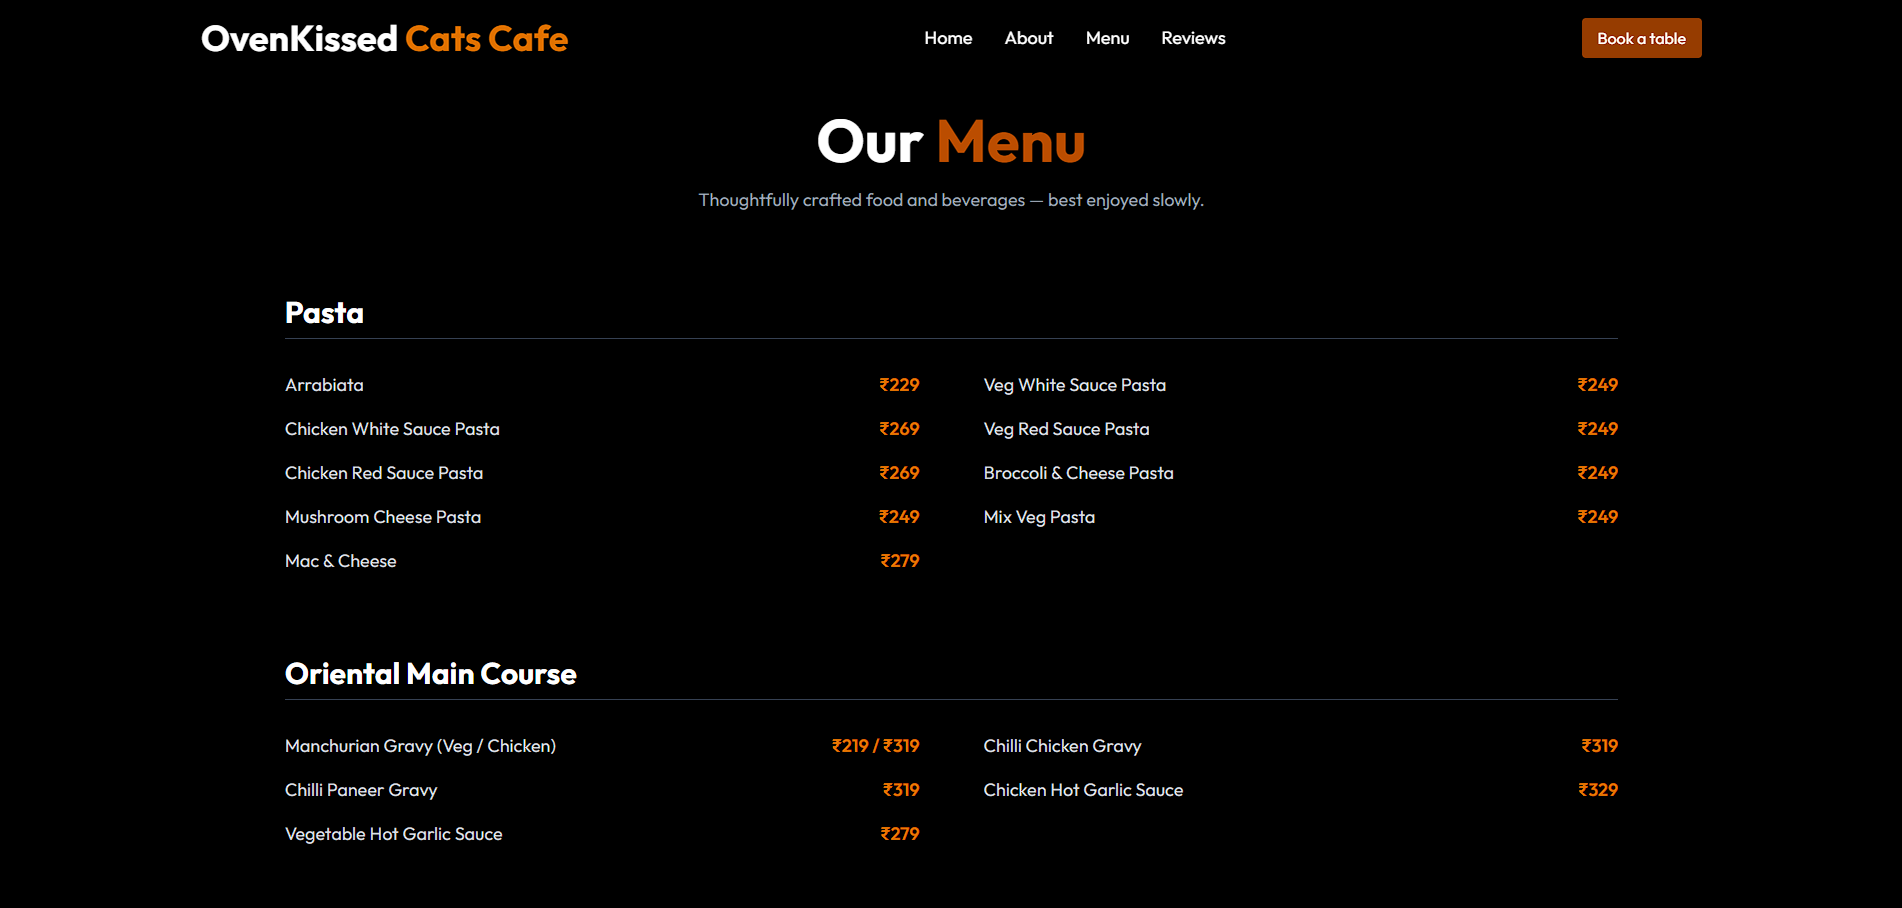 OvenKissed Cats Cafe
Home About Menu Reviews
Book a table
Our Menu
Thoughtfully crafted food and beverages — best enjoyed slowly.
Pasta
Arrabiata ₹229
Veg White Sauce Pasta ₹249
Chicken White Sauce Pasta ₹269
Veg Red Sauce Pasta ₹249
Chicken Red Sauce Pasta ₹269
Broccoli & Cheese Pasta ₹249
Mushroom Cheese Pasta ₹249
Mix Veg Pasta ₹249
Mac & Cheese ₹279
Oriental Main Course
Manchurian Gravy (Veg / Chicken) ₹219 / ₹319
Chilli Chicken Gravy ₹319
Chilli Paneer Gravy ₹319
Chicken Hot Garlic Sauce ₹329
Vegetable Hot Garlic Sauce ₹279